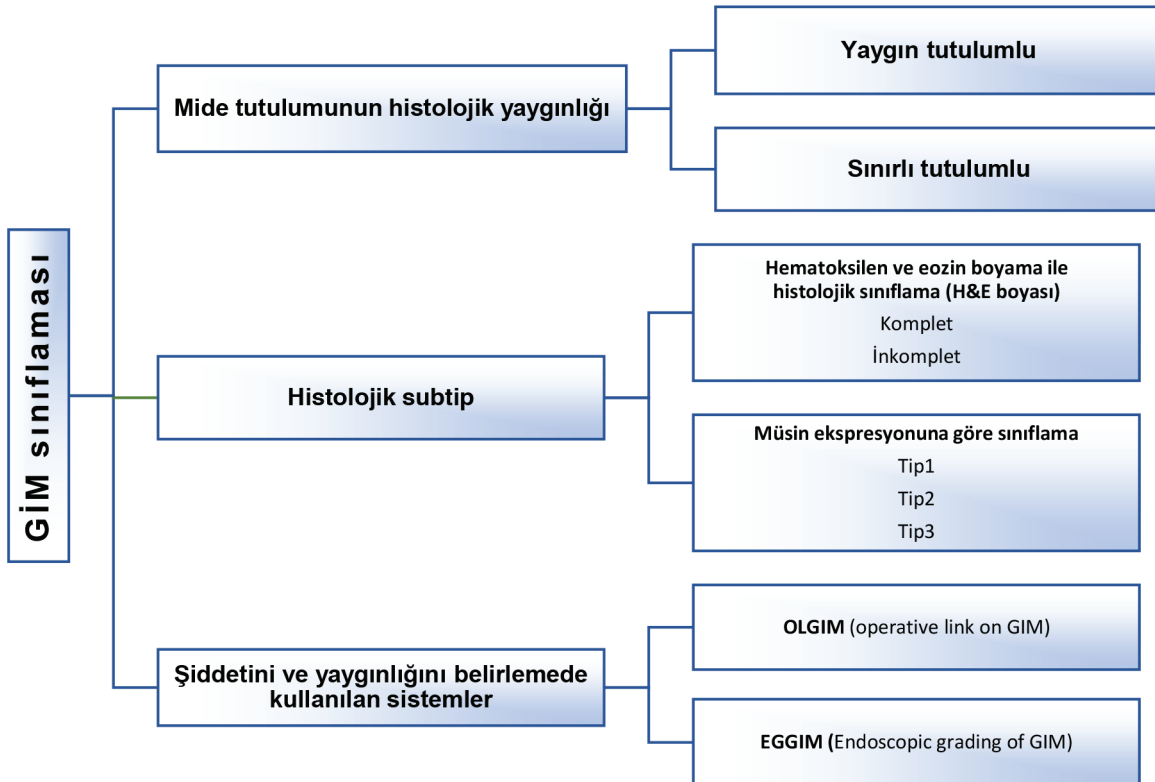 GİM sınıflaması
Mide tutulumunun histolojik yaygınlığı
Yaygın tutulumlu
Sınırlı tutulumlu
Histolojik subtip
Hematoksilen ve eozin boyama ile
histolojik sınıflama (H&E boyası)
Komplet
İnkomplet
Müsin ekspresyonuna göre sınıflama
Tip1
Tip2
Tip3
Şiddetini ve yaygınlığını belirlemede
kullanılan sistemler
OLGIM (operative link on GIM)
EGGIM (Endoscopic grading of GIM)